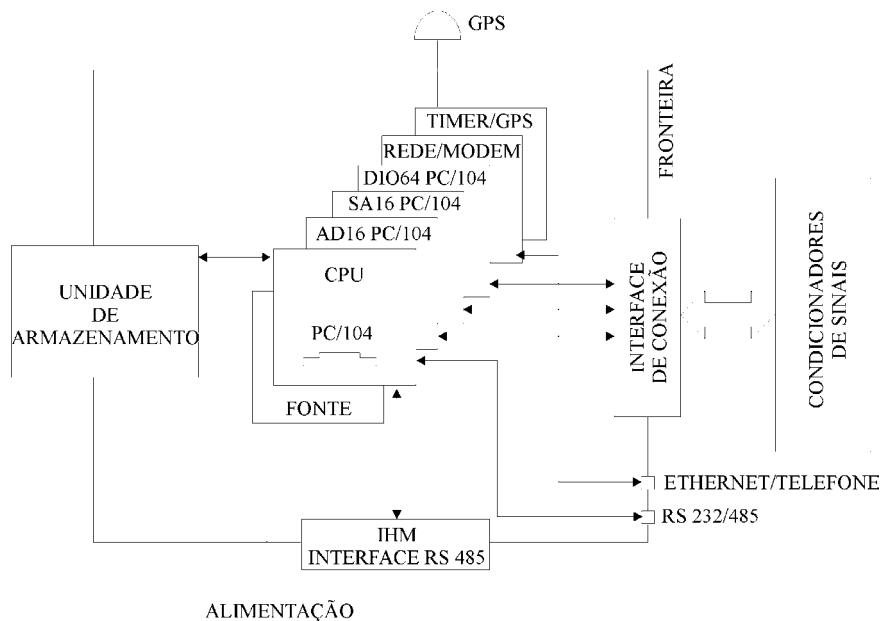 GPS
TIMER/GPS
REDE/MODEM
DIO64 PC/104
SA16 PC/104
AD16 PC/104
CPU
PC/104
FONTE
UNIDADE
DE
ARMAZENAMENTO
FRONTEIRA
INTERFACE
DE CONEXÃO
CONDICIONADORES
DE SINAIS
ETHERNET/TELEFONE
RS 232/485
IHM
INTERFACE RS 485
ALIMENTAÇÃO